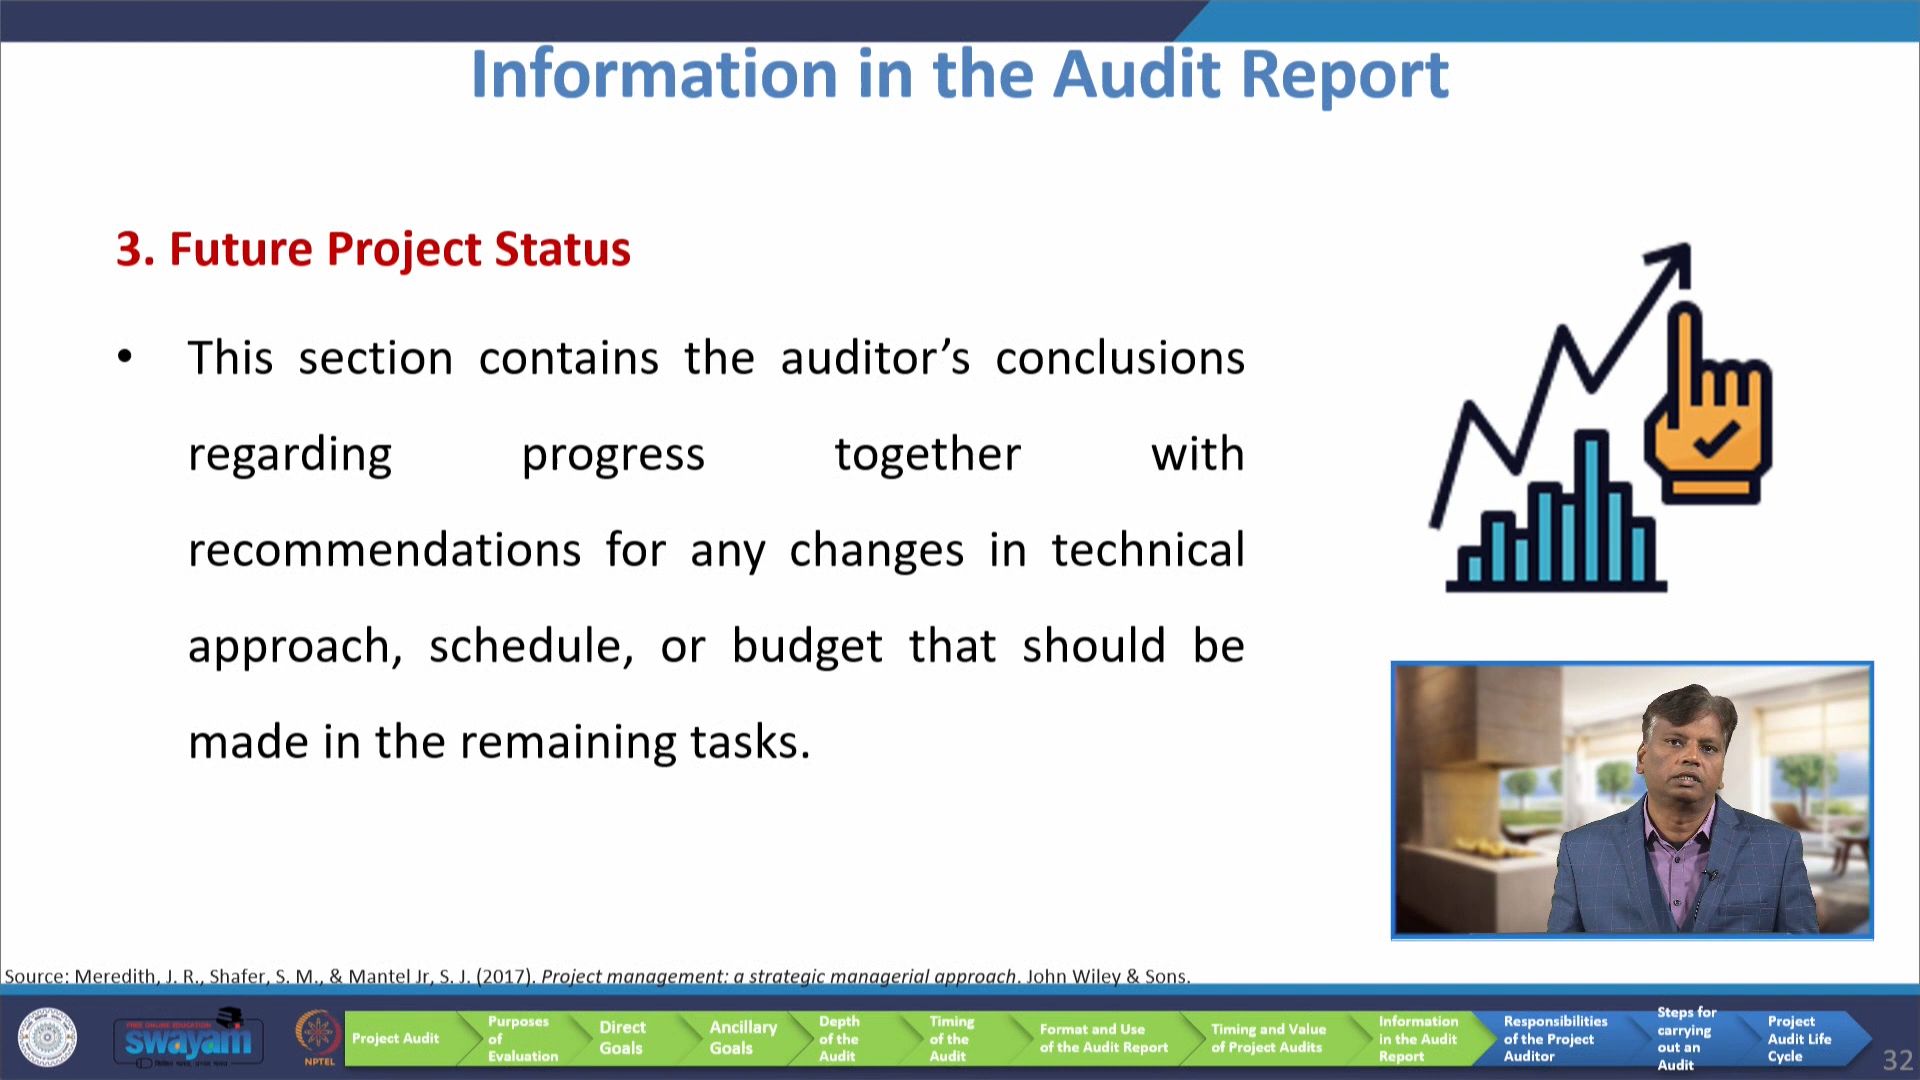 Information in the Audit Report
3. Future Project Status
• This section contains the auditor’s conclusions
regarding progress together with
recommendations for any changes in technical
approach, schedule, or budget that should be
made in the remaining tasks.
Source: Meredith, J. R., Shafer, S. M., & Mantel Jr, S. J. (2017). Project management: a strategic managerial approach. John Wiley & Sons.
FREE ONLINE EDUCATION
swayam
NPTEL
Project Audit
Purposes
of
Evaluation
Direct
Goals
Ancillary
Goals
Depth
of the
Audit
Timing
of the
Audit
Format and Use
of the Audit Report
Timing and Value
of Project Audits
Information
in the Audit
Report
Responsibilities
of the Project
Auditor
Steps for
carrying
out an
Audit
Project
Audit Life
Cycle
32